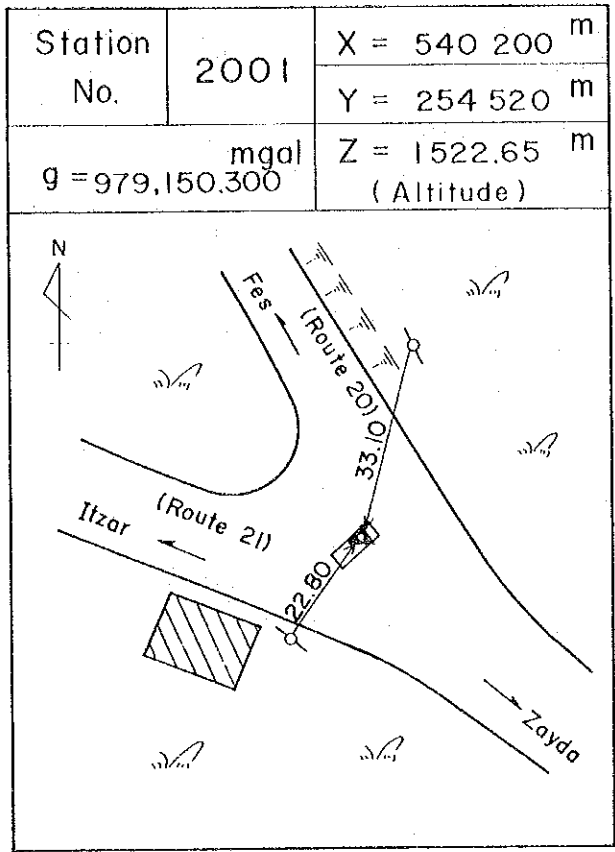 Station No.
2001
X = 540 200 m
Y = 254 520 m
mgal
g = 979,150.300
Z = 1522.65 m
(Altitude)
N
Fes
(Route 20)
33.10
(Route 21)
Itzar
22.80
Zayda